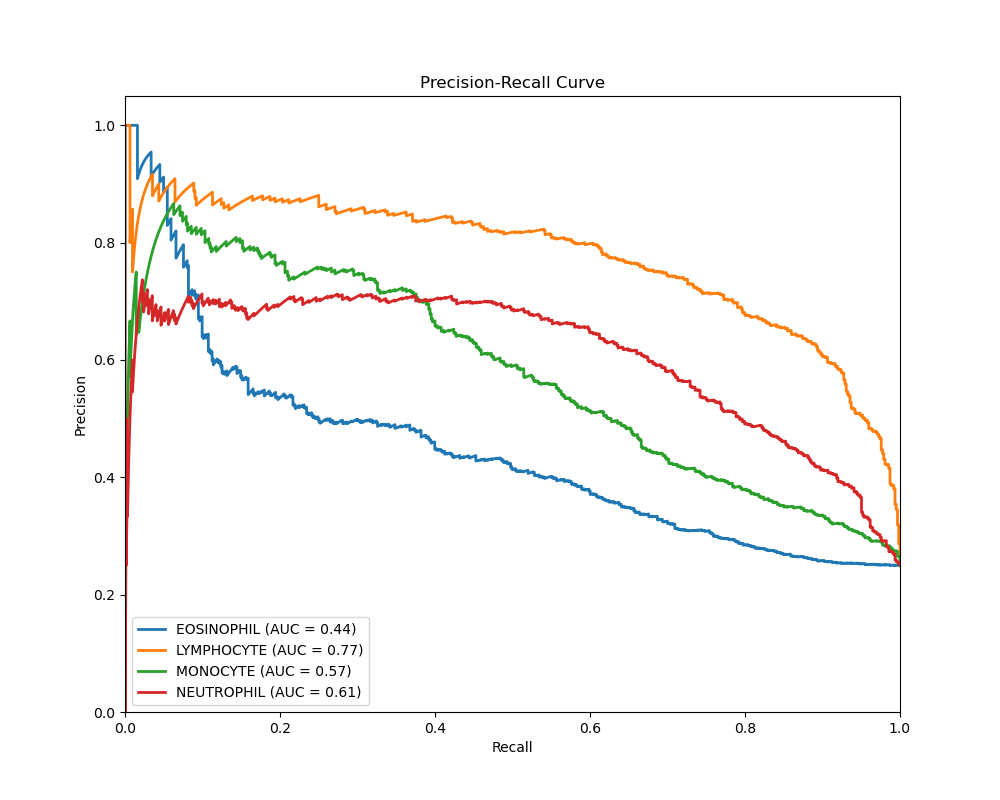 Precision-Recall Curve
1.0
0.8
0.6
0.4
0.2
0.0
Precision
EOSINOPHIL (AUC = 0.44)
LYMPHOCYTE (AUC = 0.77)
MONOCYTE (AUC = 0.57)
NEUTROPHIL (AUC = 0.61)
0.0 0.2 0.4 0.6 0.8 1.0
Recall